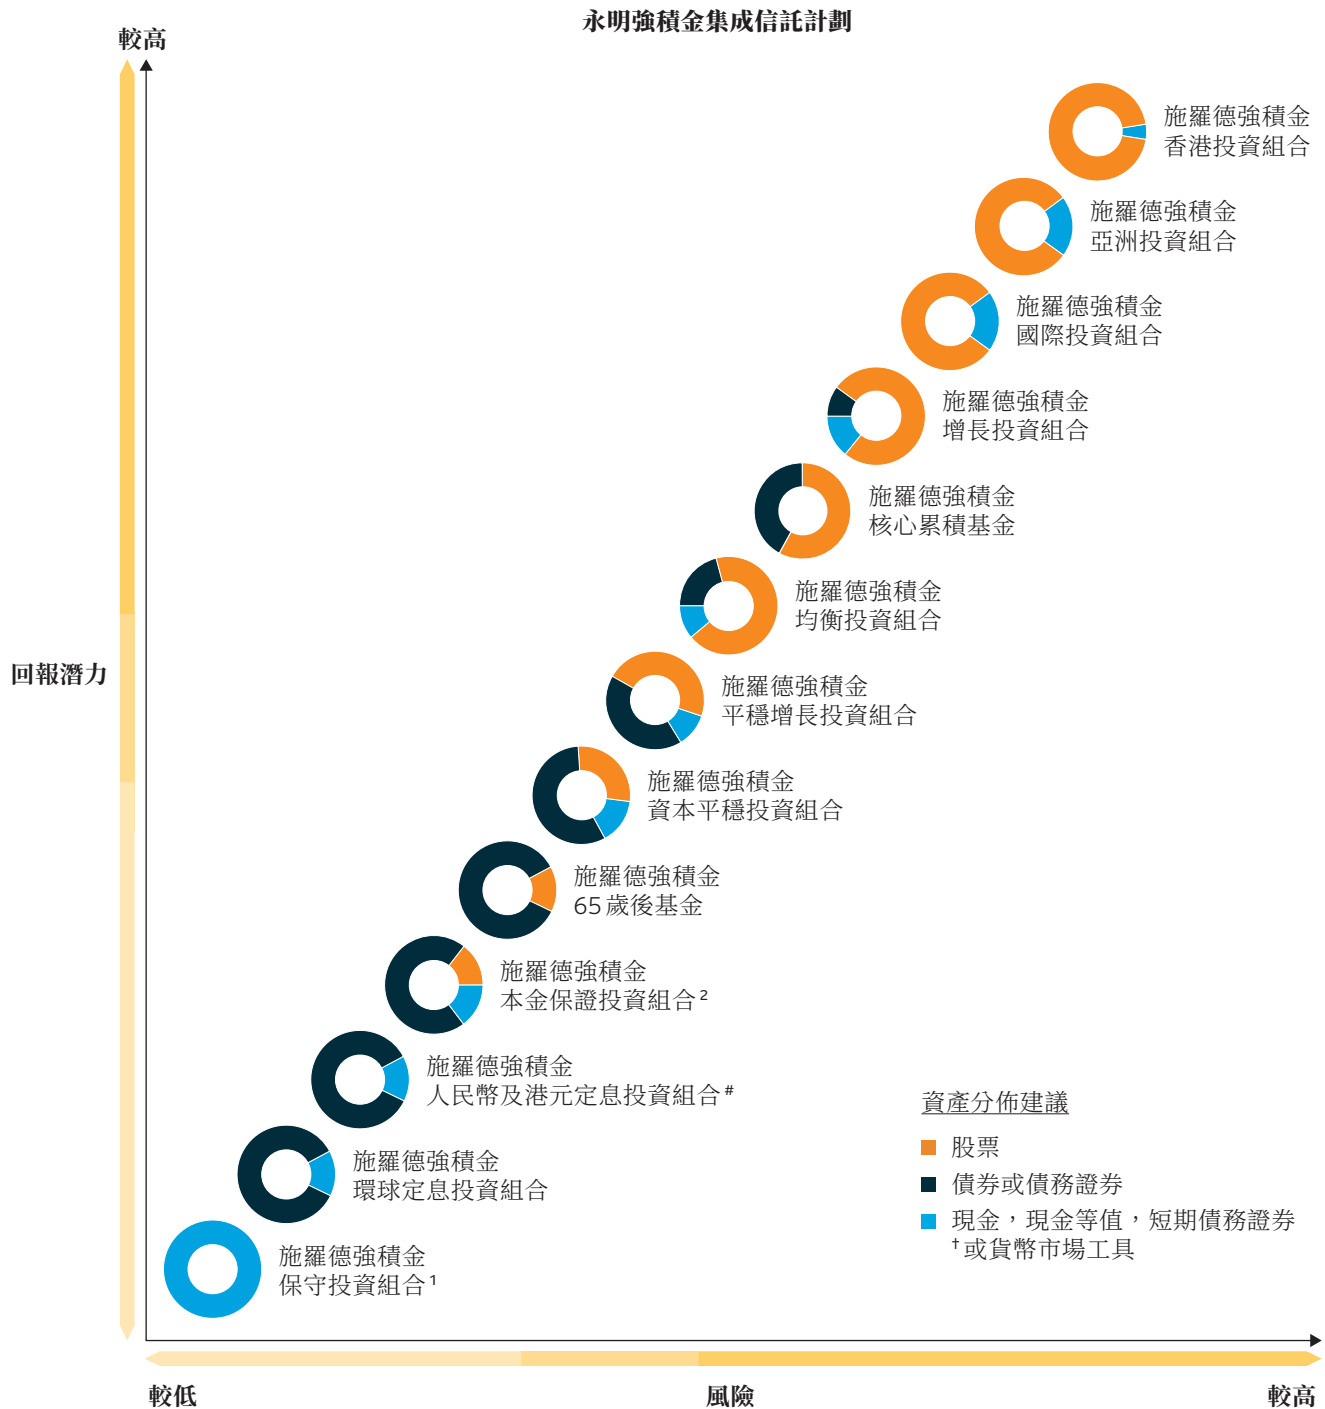 永明強積金集成信託計劃
較高
施羅德強積金
香港投資組合
施羅德強積金
亞洲投資組合
施羅德強積金
國際投資組合
施羅德強積金
增長投資組合
施羅德強積金
核心累積基金
施羅德強積金
均衡投資組合
回報潛力
施羅德強積金
平穩增長投資組合
施羅德強積金
資本平穩投資組合
施羅德強積金
65 歲後基金
施羅德強積金
本金保證投資組合²
施羅德強積金
人民幣及港元定息投資組合#
施羅德強積金
環球定息投資組合
施羅德強積金
保守投資組合¹
資產分佈建議
股票
債券或債務證券
現金，現金等值，短期債務證券
†或貨幣市場工具
較低
風險
較高